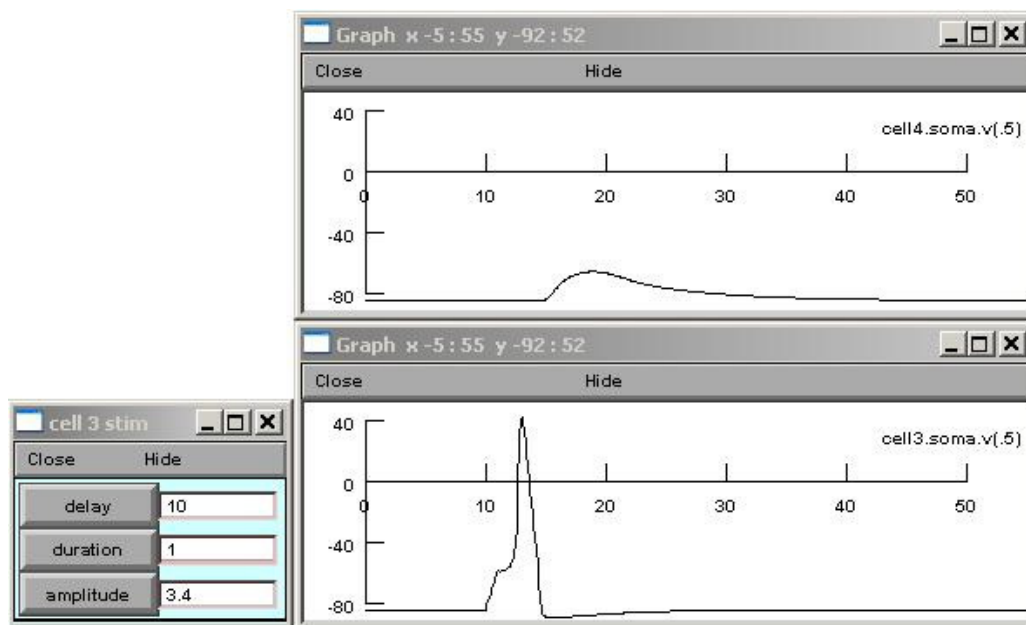 Graph x -5 : 55 y -92 : 52
Close Hide
40
cell4.soma.v(.5)
0
0 10 20 30 40 50
-40
-80
Graph x -5 : 55 y -92 : 52
Close Hide
40
cell3.soma.v(.5)
0
0 10 20 30 40 50
-40
-80
cell 3 stim
Close Hide
delay 10
duration 1
amplitude 3.4